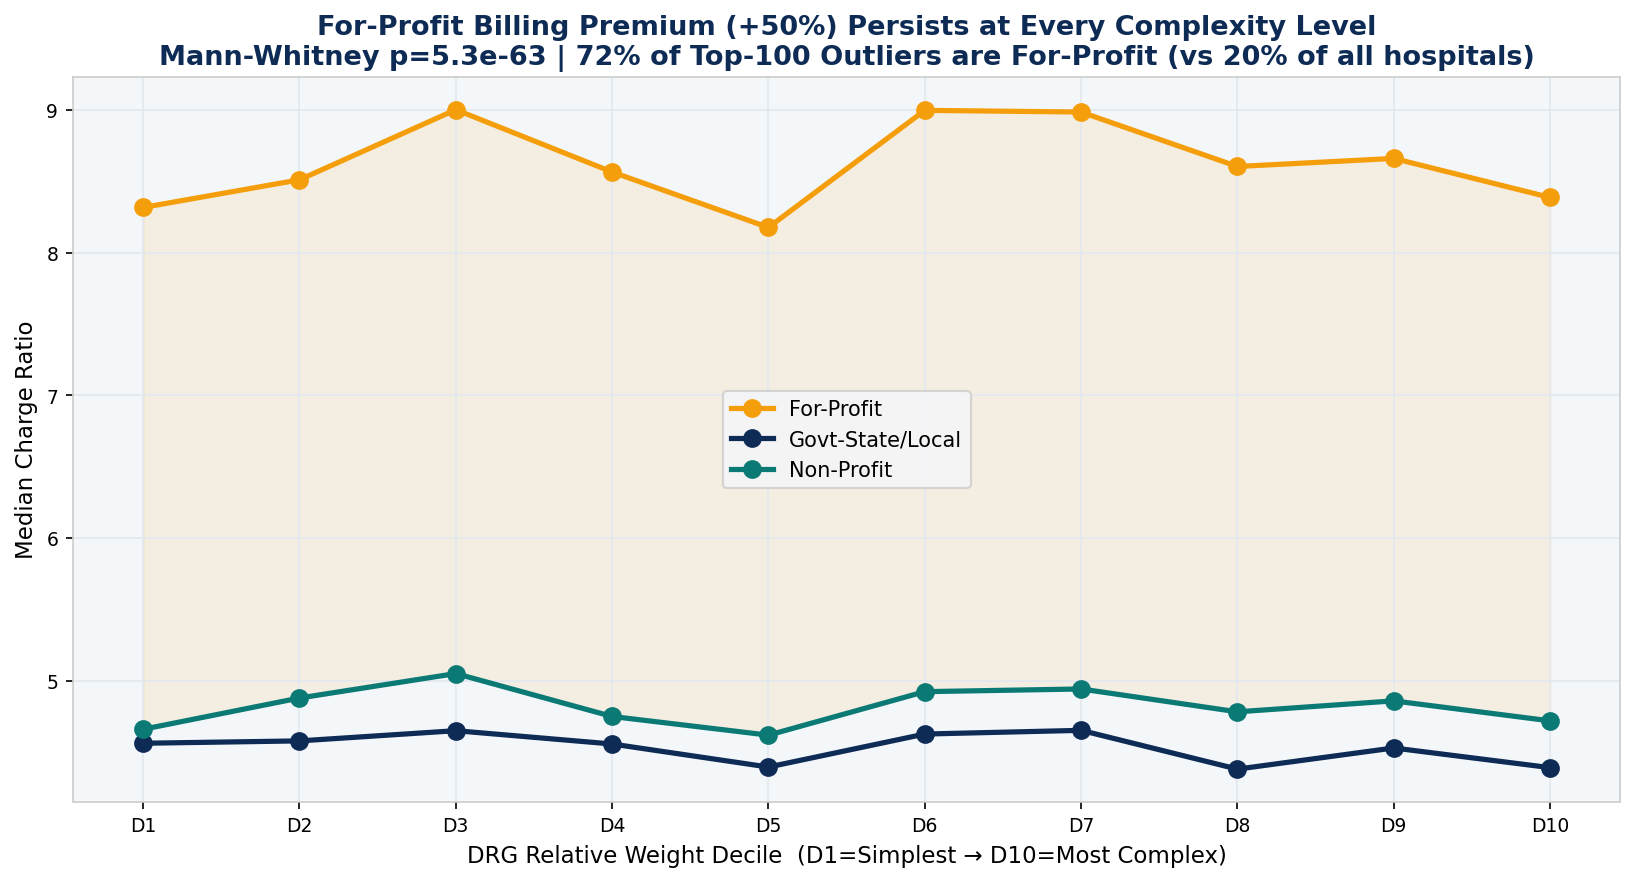 For-Profit Billing Premium (+50%) Persists at Every Complexity Level
Mann-Whitney p=5.3e-63 | 72% of Top-100 Outliers are For-Profit (vs 20% of all hospitals)
Median Charge Ratio
9
8
7
6
5
For-Profit
Govt-State/Local
Non-Profit
D1 D2 D3 D4 D5 D6 D7 D8 D9 D10
DRG Relative Weight Decile  (D1=Simplest → D10=Most Complex)